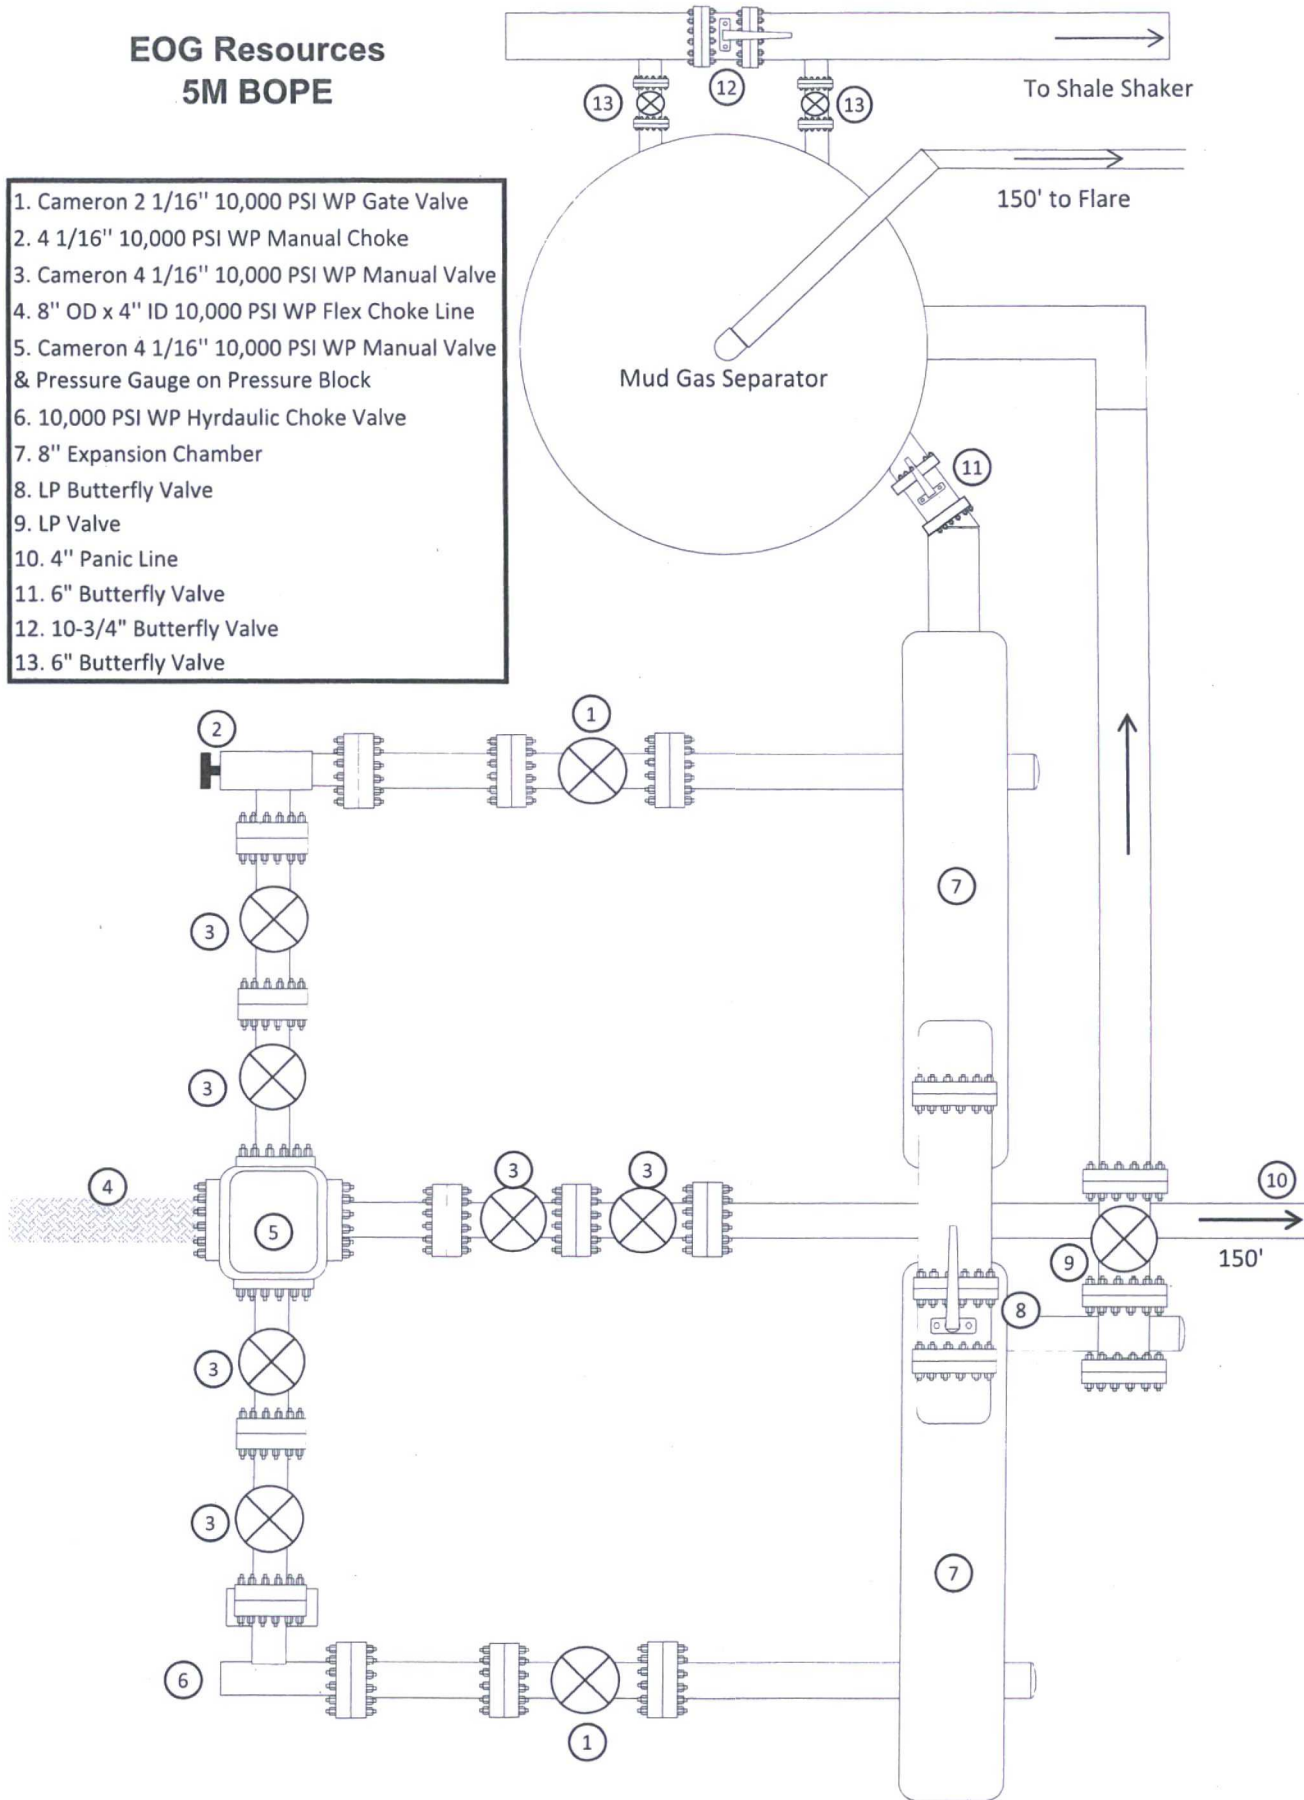 EOG Resources
5M BOPE
13
12
13
To Shale Shaker
150' to Flare
1. Cameron 2 1/16'' 10,000 PSI WP Gate Valve
2. 4 1/16'' 10,000 PSI WP Manual Choke
3. Cameron 4 1/16'' 10,000 PSI WP Manual Valve
4. 8'' OD x 4'' ID 10,000 PSI WP Flex Choke Line
5. Cameron 4 1/16'' 10,000 PSI WP Manual Valve
& Pressure Gauge on Pressure Block
6. 10,000 PSI WP Hyrdaulic Choke Valve
7. 8'' Expansion Chamber
8. LP Butterfly Valve
9. LP Valve
10. 4'' Panic Line
11. 6" Butterfly Valve
12. 10-3/4" Butterfly Valve
13. 6" Butterfly Valve
Mud Gas Separator
11
2
1
7
3
3
3
3
4
5
10
150'
9
8
3
3
7
6
1